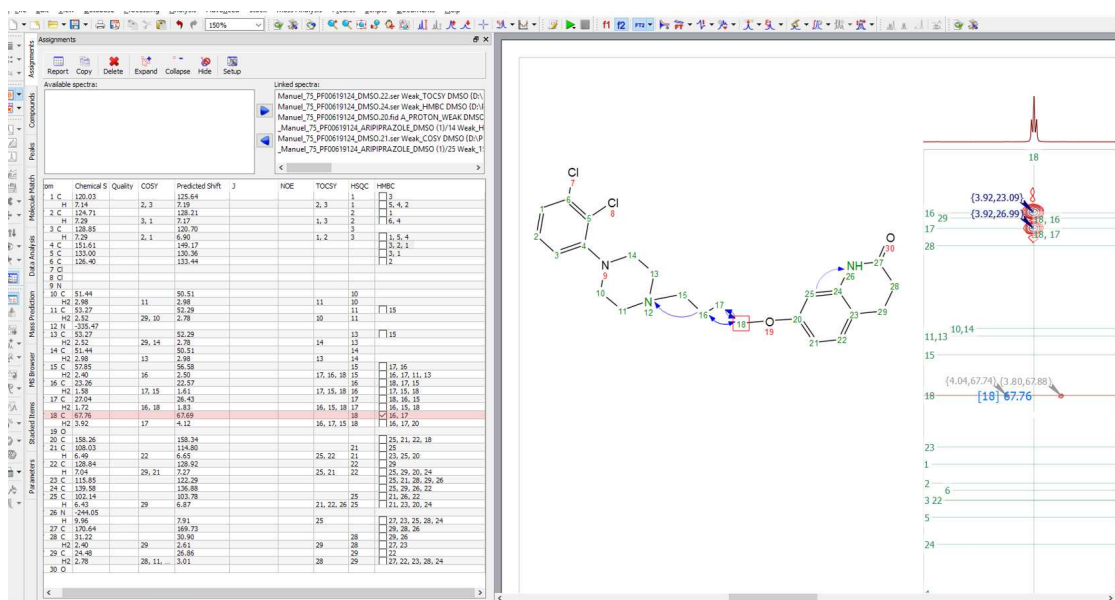 150%
f1 f2 FT2
Assignments
Report Copy Delete Expand Collapse Hide Setup
Available spectra:
Linked spectra:
Manuel_75_PF00619124_DMSO.22.ser Weak_TOCSY DMSO {D:\
Manuel_75_PF00619124_DMSO.24.ser Weak_HMBC DMSO {D:\
Manuel_75_PF00619124_DMSO.20.fid A_PROTON_WEAK DMSO
_Manuel_75_PF00619124_ARIPIPRAZOLE_DMSO (1)/14 Weak_H
Manuel_75_PF00619124_DMSO.21.ser Weak_COSY DMSO {D:\P
_Manuel_75_PF00619124_ARIPIPRAZOLE_DMSO (1)/25 Weak_1
Assignments
Compounds
Peaks
Molecule Match
Data Analysis
Mass Prediction
MS Browser
Stacked Items
Parameters
om Chemical S Quality COSY Predicted Shift J NOE TOCSY HSQC HMBC
1 C 120.03 125.64 1 3
H 7.14 2, 3 7.19 2, 3 1 5, 4, 2
2 C 124.71 128.21 2 1
H 7.29 3, 1 7.17 1, 3 2 6, 4
3 C 128.85 120.70 3
H 7.29 2, 1 6.90 1, 2 3 1, 5, 4
4 C 151.61 149.17 3, 2, 1
5 C 133.00 130.36 3, 1
6 C 126.40 133.44 2
7 Cl
8 Cl
9 N
10 C 51.44 50.51 10
H2 2.98 11 2.98 11 10
11 C 53.27 52.29 11 15
H2 2.52 29, 10 2.78 10 11
12 N -335.47
13 C 53.27 52.29 13 15
H2 2.52 29, 14 2.78 14 13
14 C 51.44 50.51 14
H2 2.98 13 2.98 13 14
15 C 57.85 56.58 15 17, 16
H2 2.40 16 2.50 17, 16, 18 15 16, 17, 11, 13
16 C 23.26 22.57 16 18, 17, 15
H2 1.58 17, 15 1.61 17, 15, 18 16 17, 15, 18
17 C 27.04 26.43 17 18, 16, 15
H2 1.72 16, 18 1.83 16, 15, 18 17 16, 15, 18
18 C 67.76 67.69 18 16, 17
H2 3.92 17 4.12 16, 17, 15 18 16, 17, 20
19 O
20 C 158.26 158.34 25, 21, 22, 18
21 C 108.03 114.80 21 25
H 6.49 22 6.65 25, 22 21 23, 25, 20
22 C 128.84 128.92 22 29
H 7.04 29, 21 7.27 25, 21 22 25, 29, 20, 24
23 C 115.85 122.29 25, 21, 28, 29, 26
24 C 139.58 136.88 25, 29, 26, 22
25 C 102.14 103.78 25 21, 26, 22
H 6.43 29 6.87 21, 22, 26 25 21, 23, 20, 24
26 N -244.05
H 9.96 7.91 25 27, 23, 25, 28, 24
27 C 170.64 169.73 29, 28, 26
28 C 31.22 30.90 28 29, 26
H2 2.40 29 2.61 29 28 27, 23
29 C 24.48 26.86 29 22
H2 2.78 28, 11, ... 3.01 28 29 27, 22, 23, 28, 24
30 O
Cl
7
Cl
8
1
6
5
2
3
4
N
9
14
13
10
11
N
12
15
16
17
18
O
19
20
21
22
23
24
25
NH
26
27
O
30
28
29
18
{3.92,23.09}
{3.92,26.99}
16
29
18, 16
17
18, 17
28
10,14
11,13
15
{4.04,67.74}
{3.80,67.88}
18
[18] 67.76
23
1
2
6
3 22
5
24